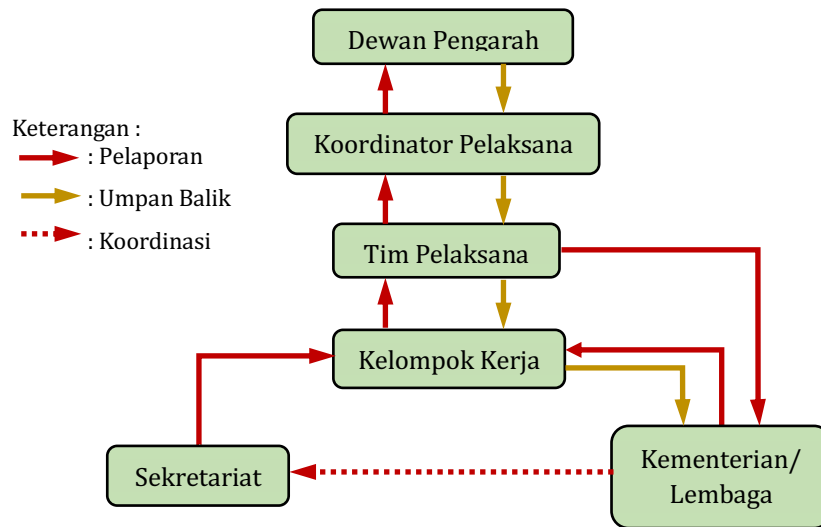 Dewan Pengarah
Koordinator Pelaksana
Keterangan :
: Pelaporan
: Umpan Balik
: Koordinasi
Tim Pelaksana
Kelompok Kerja
Sekretariat
Kementerian/
Lembaga